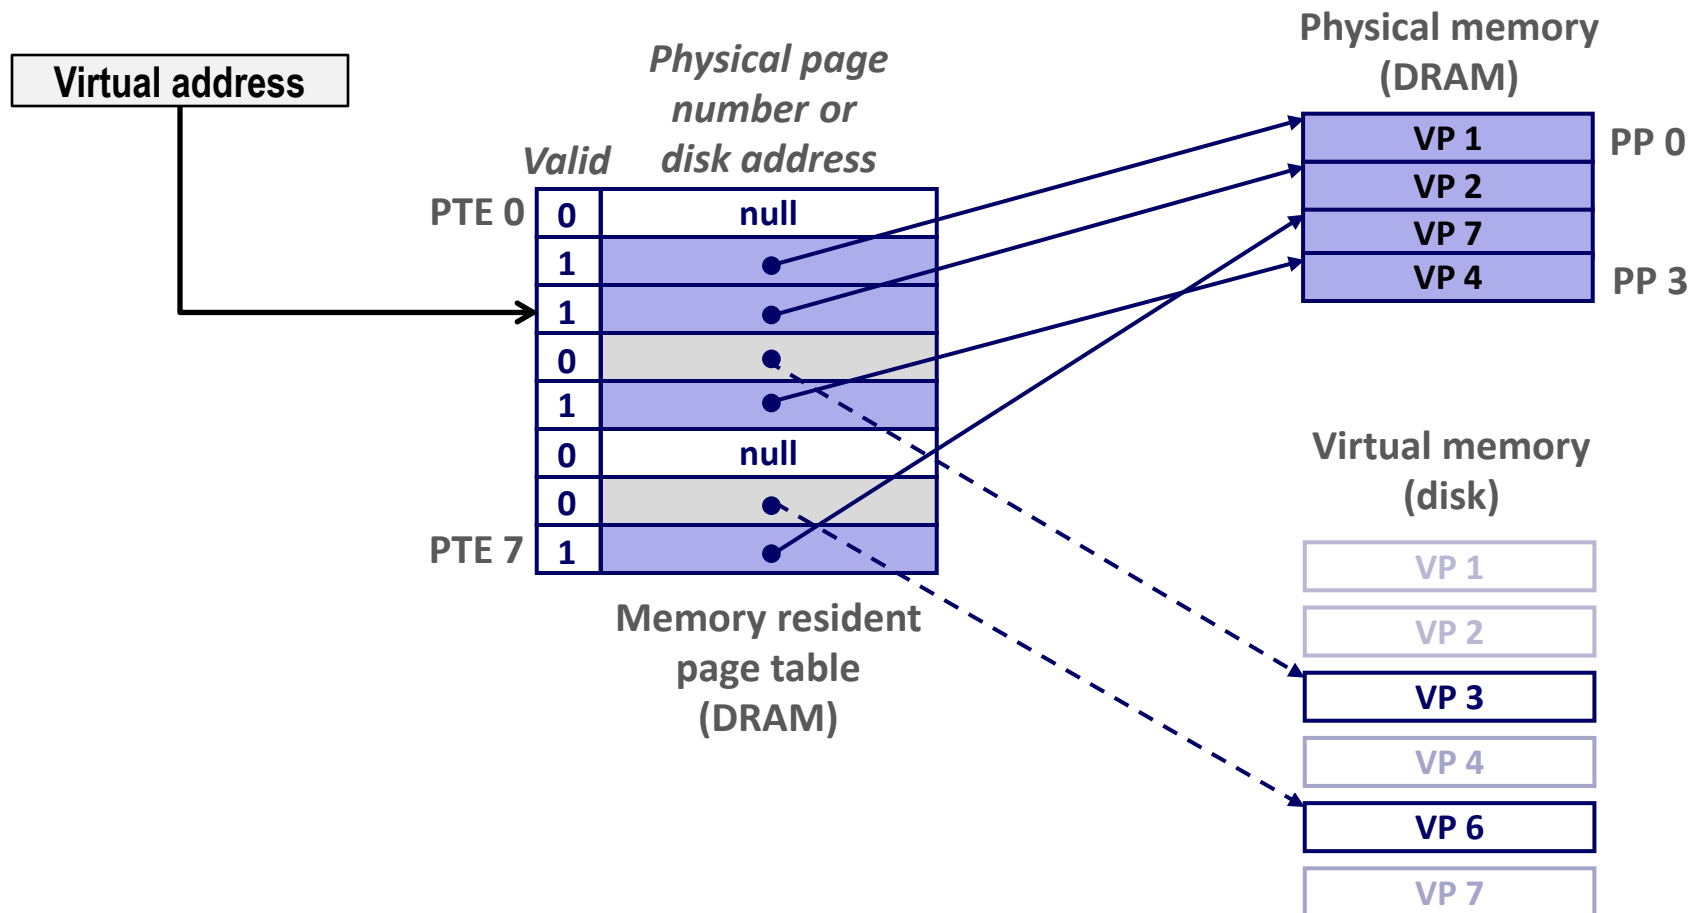 Virtual address
Physical page
number or
disk address
Valid
PTE 0
0
null
1
1
0
1
0
null
0
PTE 7
1
Memory resident
page table
(DRAM)
Physical memory
(DRAM)
VP 1
PP 0
VP 2
VP 7
VP 4
PP 3
Virtual memory
(disk)
VP 1
VP 2
VP 3
VP 4
VP 6
VP 7